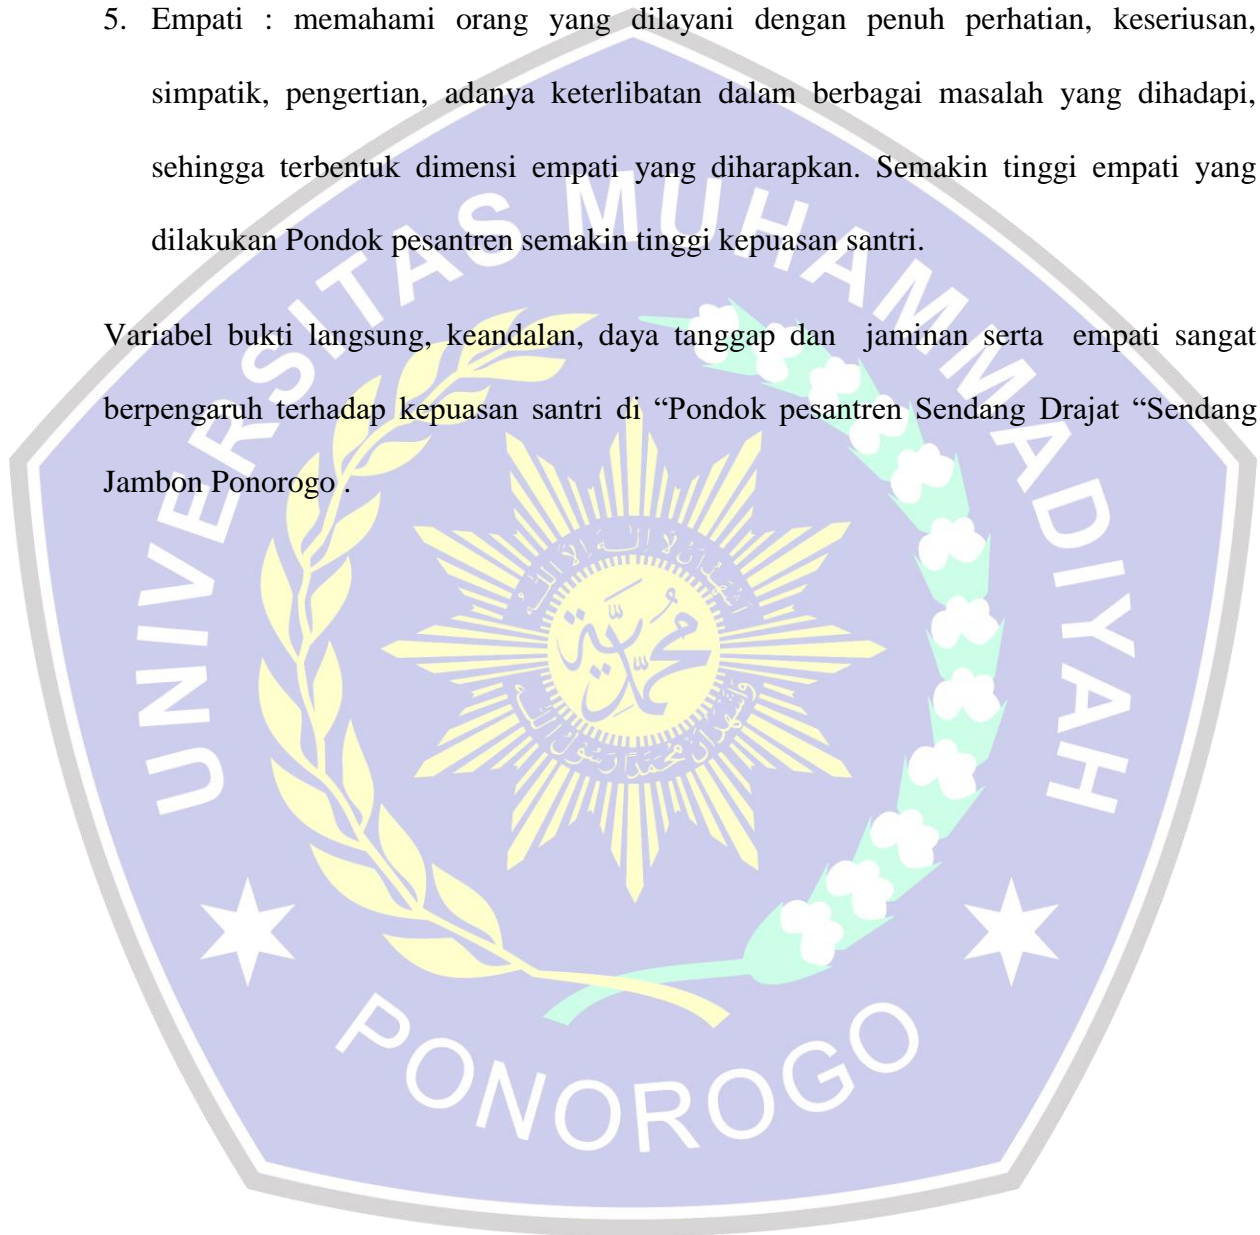 5. Empati : memahami orang yang dilayani dengan penuh perhatian, keseriusan,
simpatik, pengertian, adanya keterlibatan dalam berbagai masalah yang dihadapi,
sehingga terbentuk dimensi empati yang diharapkan. Semakin tinggi empati yang
dilakukan Pondok pesantren semakin tinggi kepuasan santri.
Variabel bukti langsung, keandalan, daya tanggap dan jaminan serta empati sangat
berpengaruh terhadap kepuasan santri di “Pondok pesantren Sendang Drajat “Sendang
Jambon Ponorogo .
UNIVERSITAS MUHAMMADIYAH
محمدية
PONOROGO